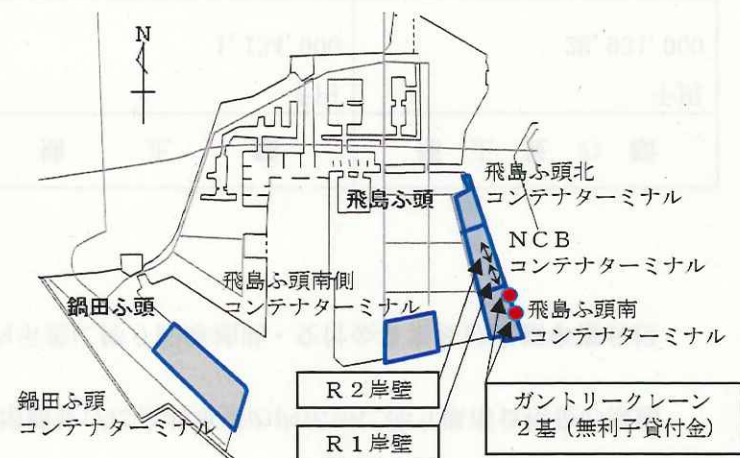 N
飛島ふ頭北
コンテナターミナル
飛島ふ頭
NCB
コンテナターミナル
飛島ふ頭南側
コンテナターミナル
鍋田ふ頭
飛島ふ頭南
コンテナターミナル
R2岸壁
ガントリークレーン
2基(無利子貸付金)
鍋田ふ頭
コンテナターミナル
R1岸壁